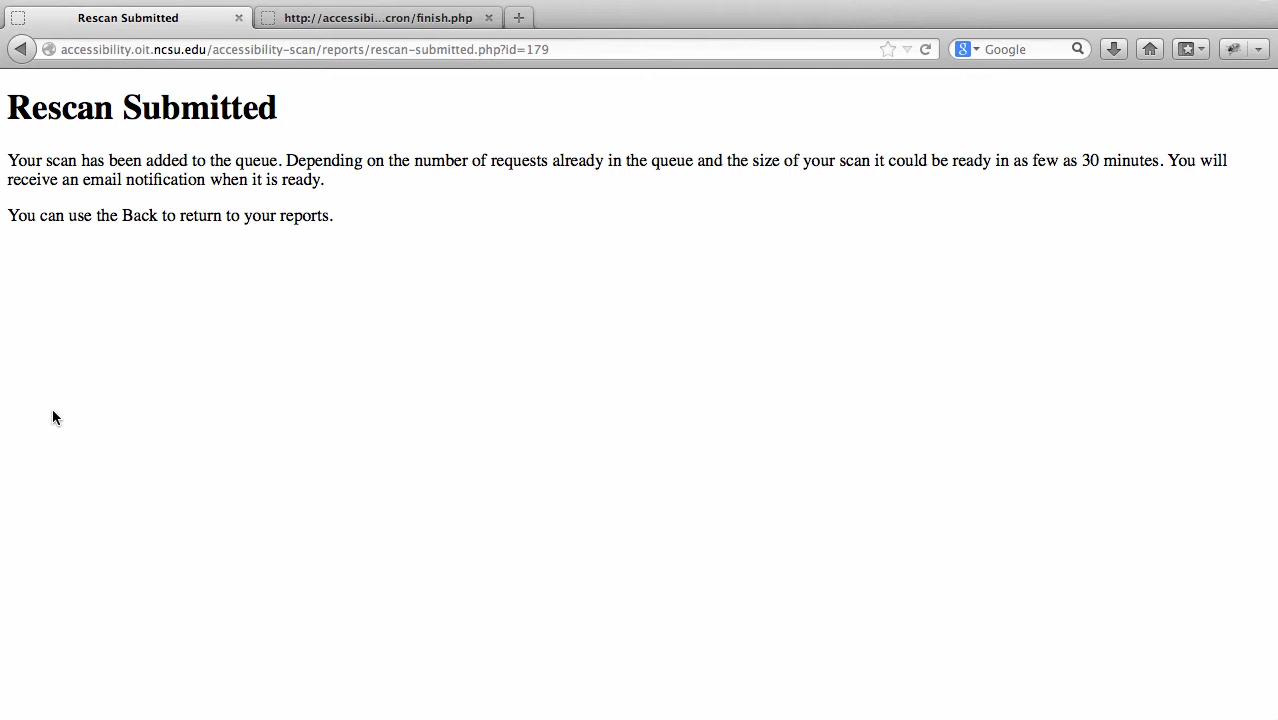 Rescan Submitted
http://accessibi...cron/finish.php
accessibility.oit.ncsu.edu/accessibility-scan/reports/rescan-submitted.php?id=179
Google
Rescan Submitted
Your scan has been added to the queue. Depending on the number of requests already in the queue and the size of your scan it could be ready in as few as 30 minutes. You will
receive an email notification when it is ready.
You can use the Back to return to your reports.